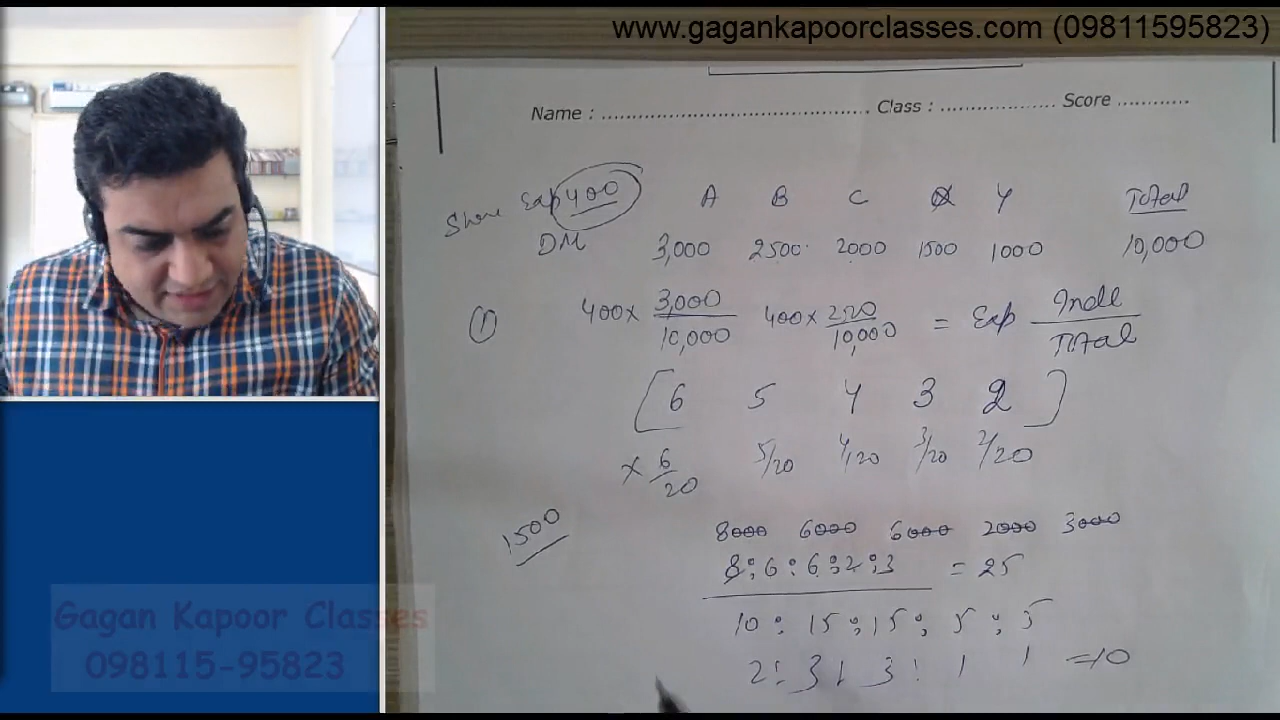 www.gagankapoorclasses.com (09811595823)
Name : .......................................... Class : ................... Score ............
Store Exp 400 A B C X Y Total
DM 3,000 2500 2000 1500 1000 10,000
① 400 × 3,000/10,000 400 × 2,50/10,000 = Exp Indl/Total
[6 5 4 3 2]
× 6/20 5/20 4/20 3/20 2/20
1500 8000 6000 6000 2000 3000
8:6:6:2:3 = 25
10 : 15 : 15 : 5 : 5
2 : 3 : 3 : 1 1 = 10
Gagan Kapoor Classes
098115-95823